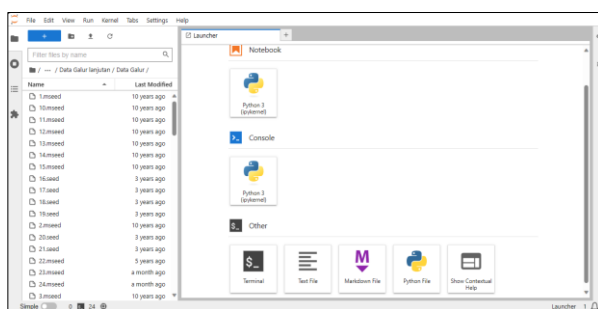 File Edit View Run Kernel Tabs Settings Help
+
Launcher
+
Filter files by name
/ ··· / Data Galur lanjutan / Data Galur /
Name Last Modified
1.mseed 10 years ago
10.mseed 10 years ago
11.mseed 10 years ago
12.mseed 10 years ago
13.mseed 10 years ago
14.mseed 10 years ago
15.mseed 10 years ago
16.seed 3 years ago
17.seed 3 years ago
18.seed 3 years ago
19.seed 3 years ago
2.mseed 10 years ago
20.seed 3 years ago
21.seed 3 years ago
22.mseed 5 years ago
23.mseed a month ago
24.mseed a month ago
3.mseed 10 years ago
Notebook
Python 3
(ipykernel)
Console
Python 3
(ipykernel)
$_ Other
$_
M
Terminal Text File Markdown File Python File Show Contextual
Help
Simple 0 $_ 24
Launcher 1